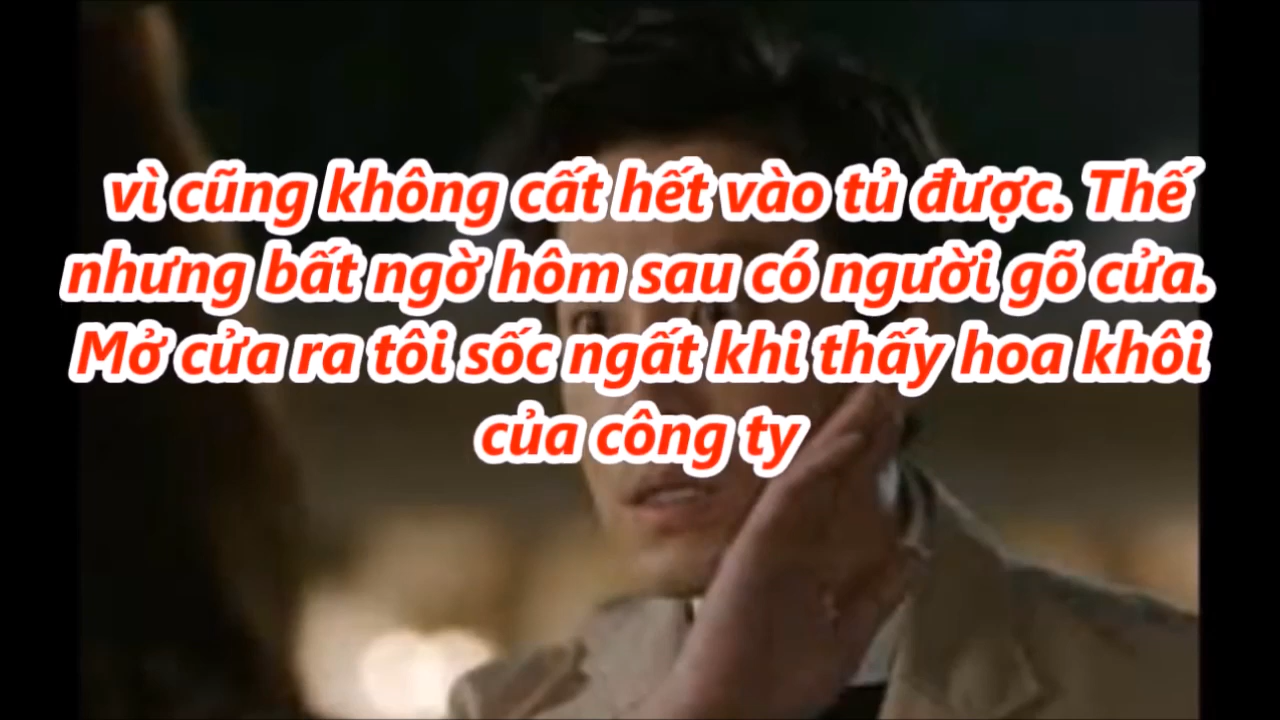 vì cũng không cất hết vào tủ được. Thế
nhưng bất ngờ hôm sau có người gõ cửa.
Mở cửa ra tôi sốc ngất khi thấy hoa khôi
của công ty